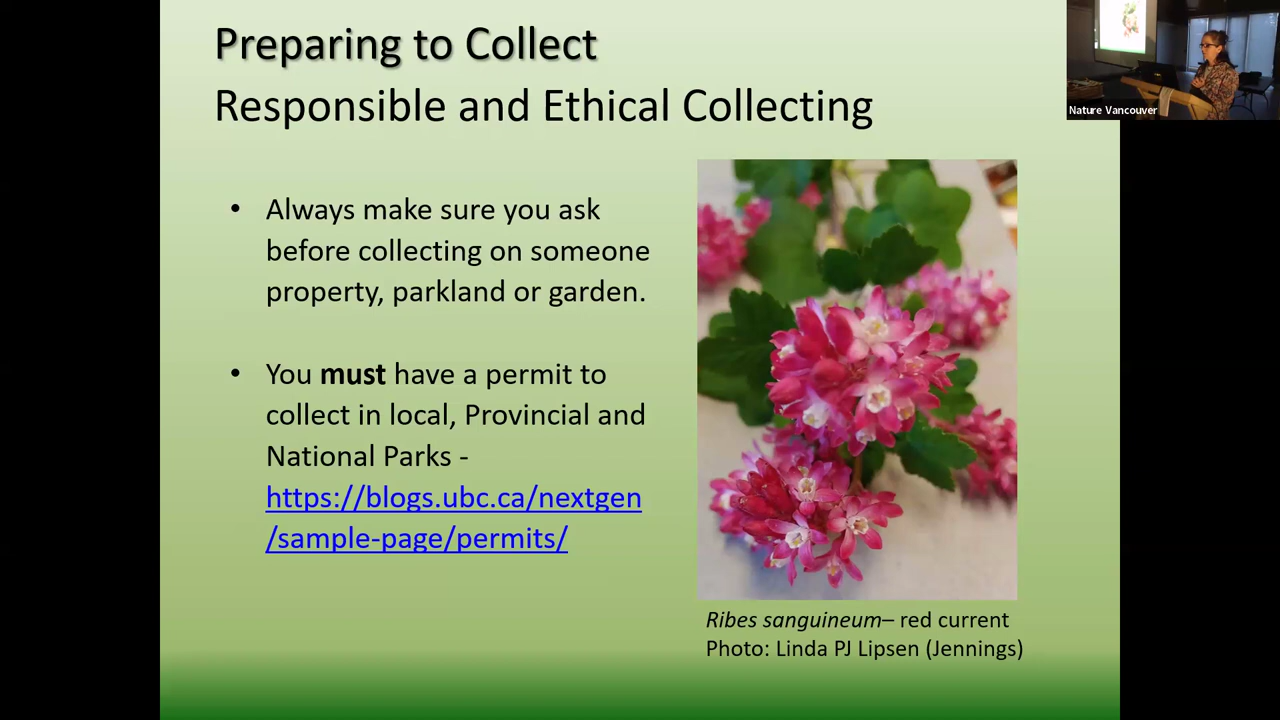 Preparing to Collect
Responsible and Ethical Collecting
• Always make sure you ask
before collecting on someone
property, parkland or garden.
• You must have a permit to
collect in local, Provincial and
National Parks -
https://blogs.ubc.ca/nextgen
/sample-page/permits/
Ribes sanguineum– red current
Photo: Linda PJ Lipsen (Jennings)
Nature Vancouver